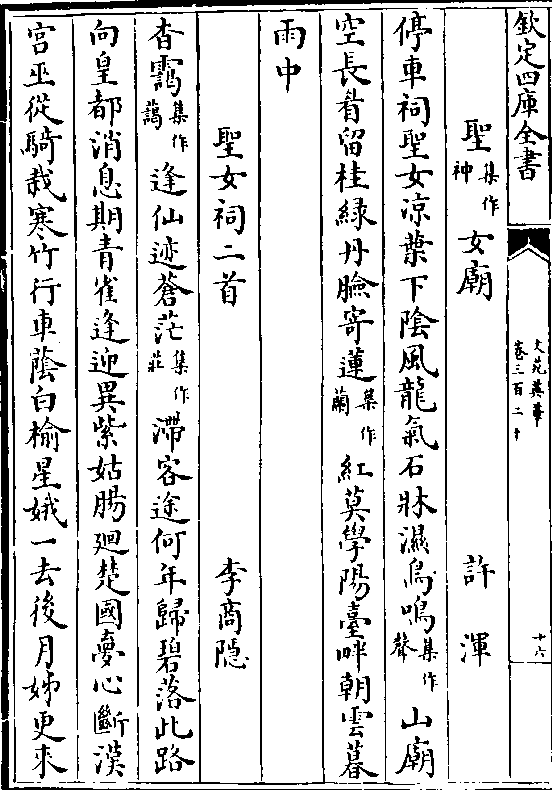 欽定四庫全書
文苑英華
卷三百二十
十六
聖集作神女廟 許渾
停車祠聖女凉葉下隂風龍氣石牀濕鳥鳴集作聲山廟
空長眉留桂綠丹臉寄蓮集作蘭紅莫學陽臺畔朝雲暮
雨中
聖女祠二首 李商隱
杳靄集作藹逢仙迹蒼茫集作莊滯客途何年歸碧落此路
向皇都消息期青雀逢迎異紫姑腸廻楚國夢心斷漢
宮巫從騎裁寒竹行車蔭白榆星娥一去後月姊更來